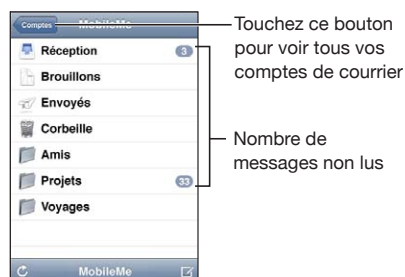 Comptes MobileMe
Réception 3
Brouillons
Envoyés
Corbeille
Amis
Projets 33
Voyages
MobileMe
Touchez ce bouton
pour voir tous vos
comptes de courrier
Nombre de
messages non lus